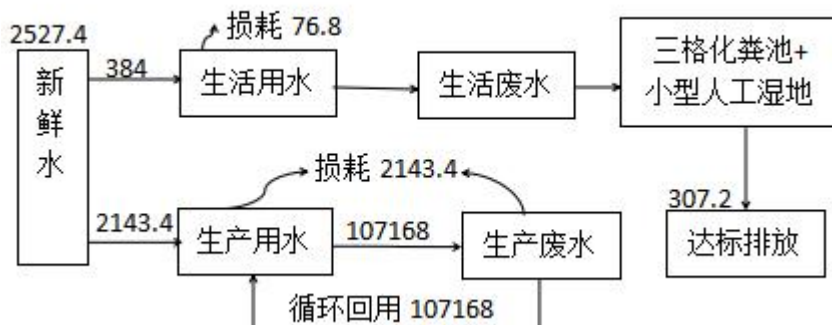 2527.4
新鲜水
384
损耗 76.8
生活用水
生活废水
三格化粪池+
小型人工湿地
损耗 2143.4
2143.4
生产用水
107168
生产废水
307.2
达标排放
循环回用 107168